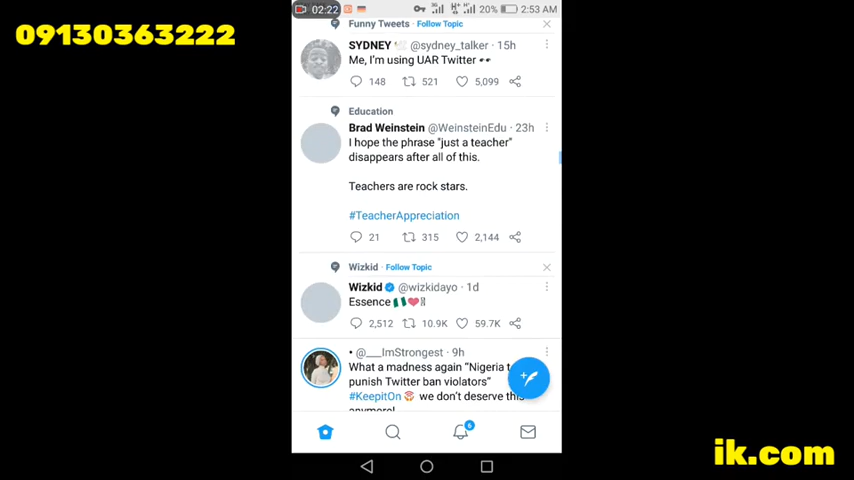 09130363222
02:22
20% 2:53 AM
Funny Tweets · Follow Topic
SYDNEY @sydney_talker · 15h
Me, I'm using UAR Twitter 👀
148 521 5,099
Education
Brad Weinstein @WeinsteinEdu · 23h
I hope the phrase "just a teacher"
disappears after all of this.
Teachers are rock stars.
#TeacherAppreciation
21 315 2,144
Wizkid · Follow Topic
Wizkid @wizkidayo · 1d
Essence 🇳🇬❤️
2,512 10.9K 59.7K
• @___ImStrongest · 9h
What a madness again "Nigeria t
punish Twitter ban violators"
#KeepitOn we don't deserve this
anymore!
6
ik.com